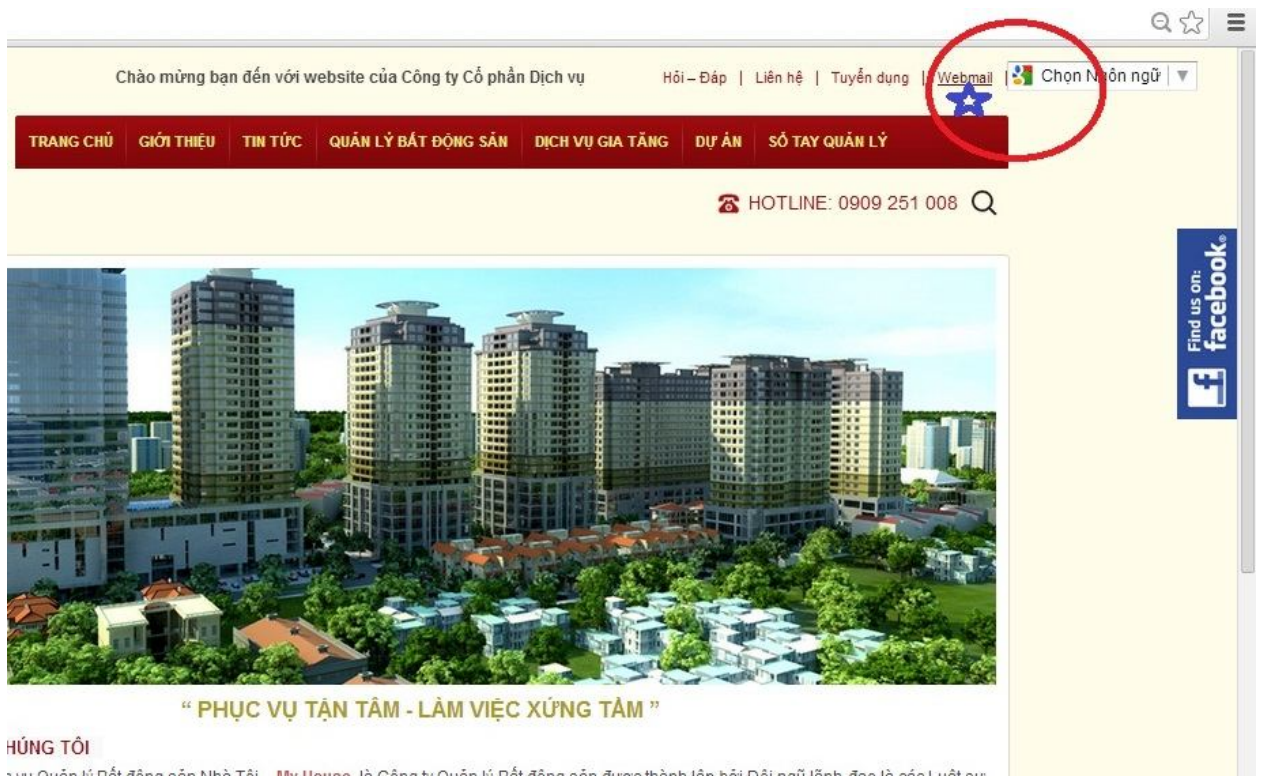 Chào mừng bạn đến với website của Công ty Cổ phần Dịch vụ
Hỏi – Đáp | Liên hệ | Tuyển dụng | Webmail |
Chọn Ngôn ngữ
TRANG CHỦ GIỚI THIỆU TIN TỨC QUẢN LÝ BẤT ĐỘNG SẢN DỊCH VỤ GIA TĂNG DỰ ÁN SỔ TAY QUẢN LÝ
HOTLINE: 0909 251 008
Find us on:
facebook
“ PHỤC VỤ TẬN TÂM - LÀM VIỆC XỨNG TẦM ”
HÚNG TÔI
vụ Quản lý Bất động sản Nhà Tôi – My House, là Công ty Quản lý Bất động sản được thành lập bởi Đội ngũ lãnh đạo là các Luật sư;